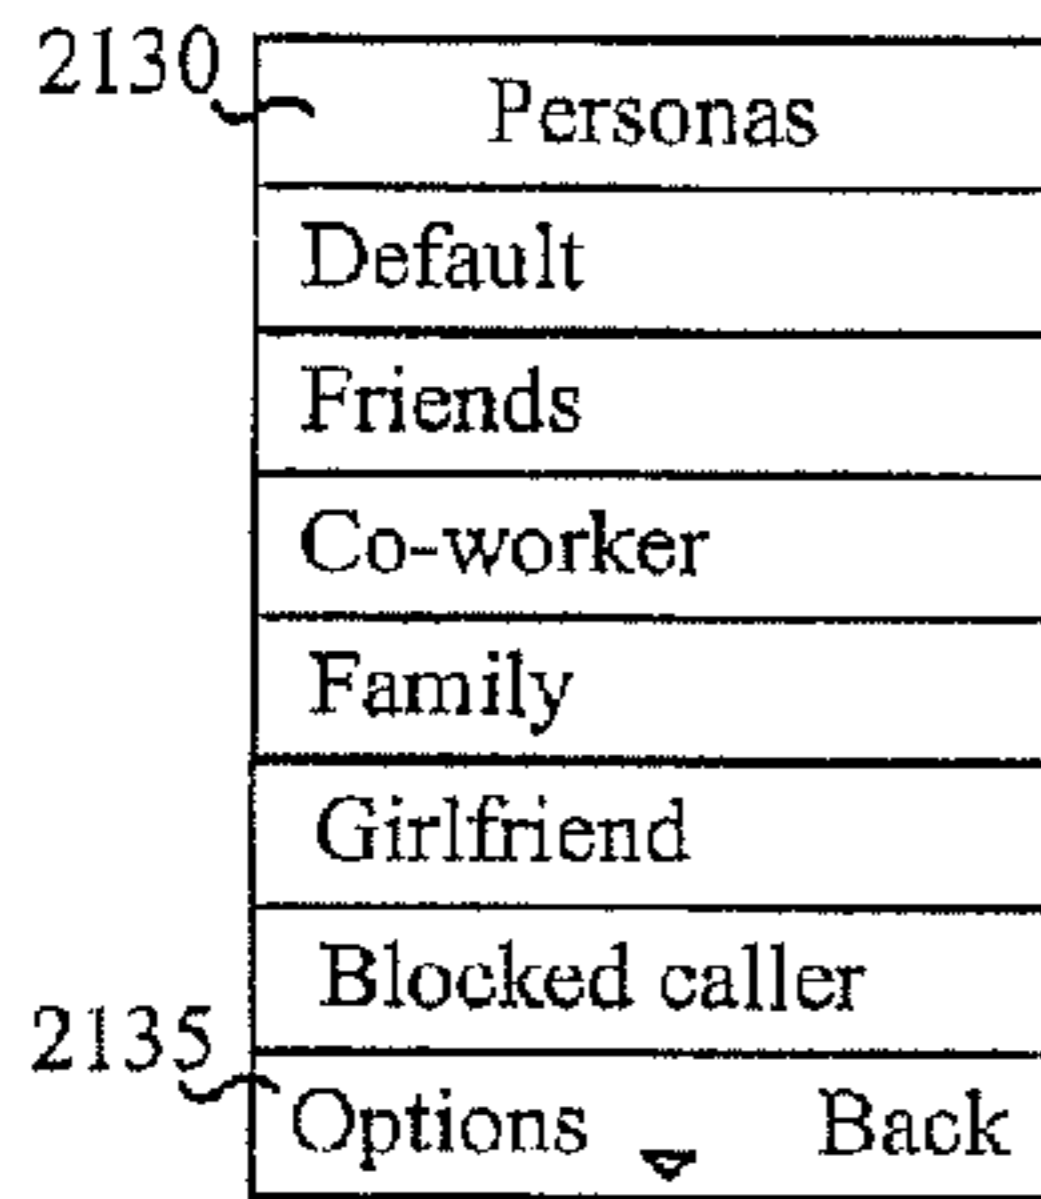 2130
Personas
Default
Friends
Co-worker
Family
Girlfriend
Blocked caller
2135
Options Back